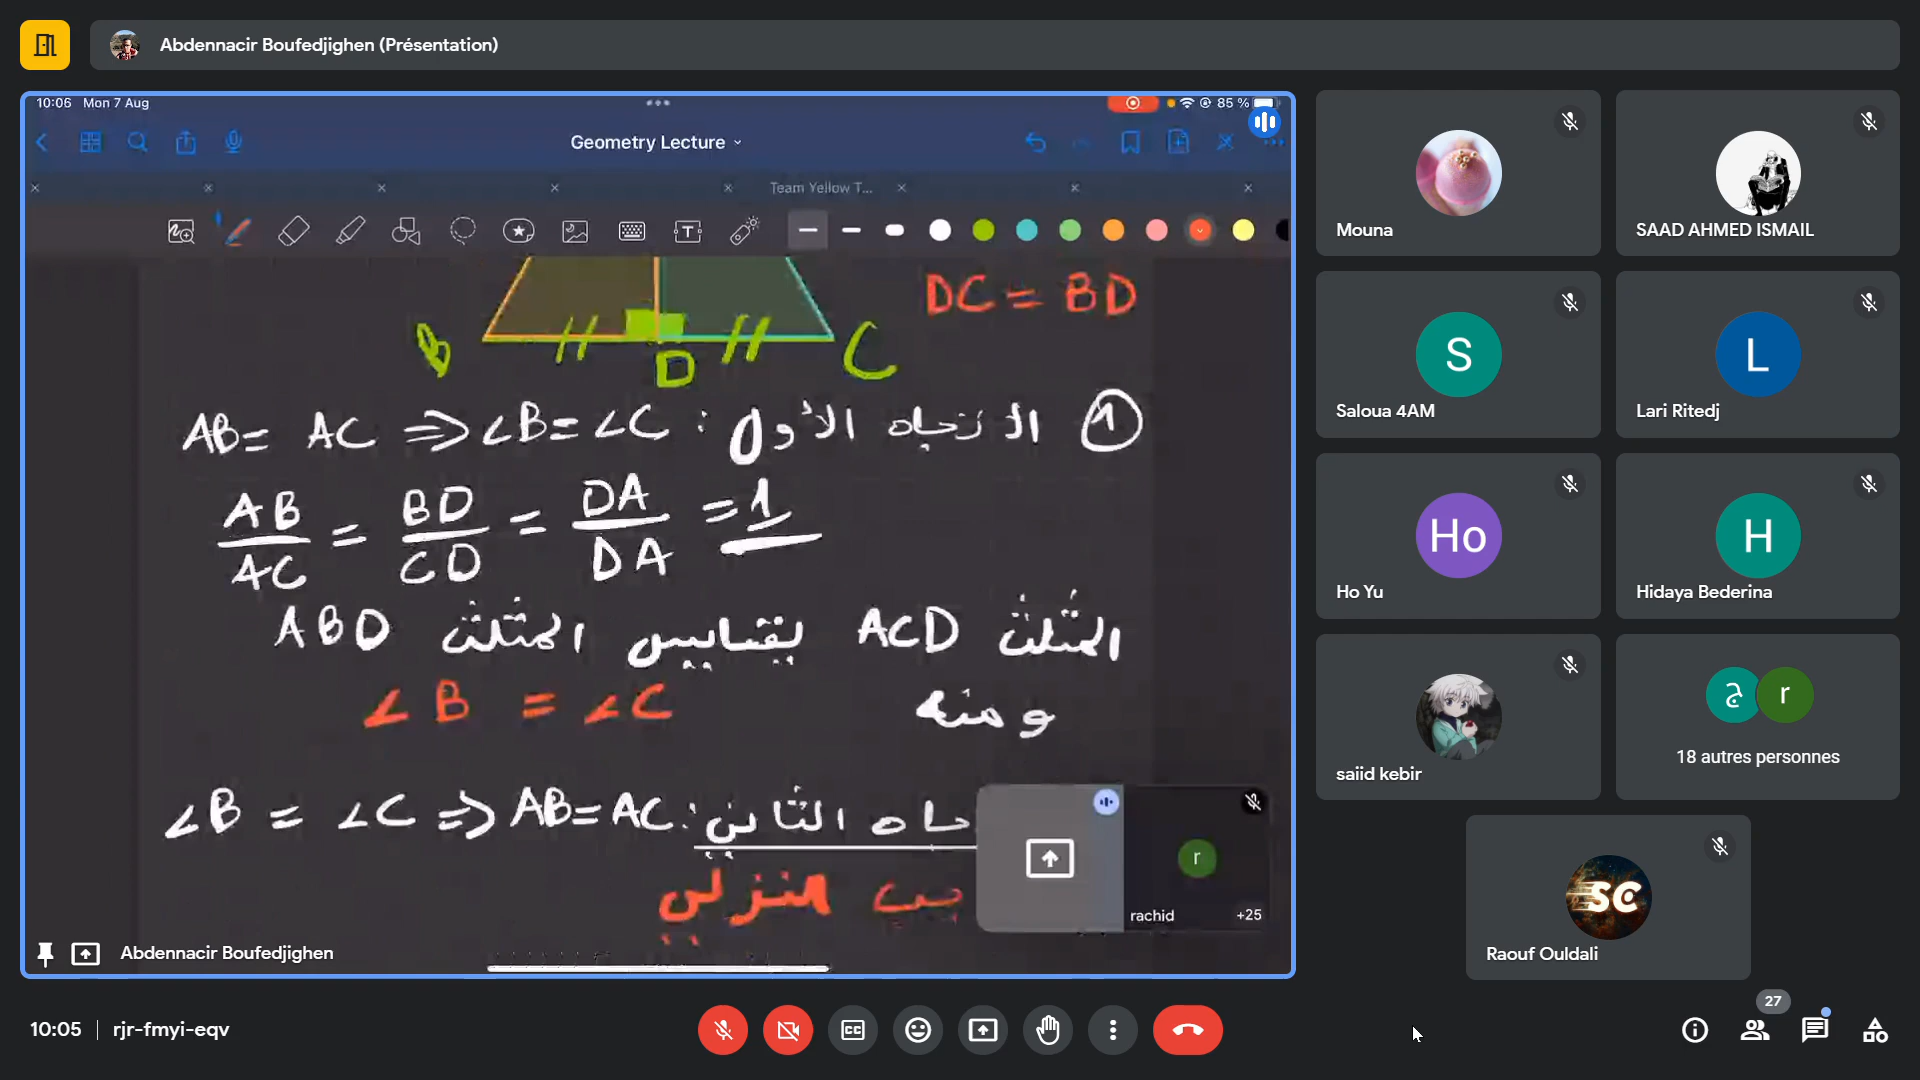 Abdennacir Boufedjighen (Présentation)
10:06 Mon 7 Aug
85 %
Geometry Lecture
Team Yellow T...
DC = BD
B
D
C
① الاتجاه الأول : AB = AC ⇒ ∠B = ∠C
AB/AC = BD/CD = DA/DA = 1
المثلث ACD يقايس المثلث ABD
ومنه ∠B = ∠C
جاه الثاني : ∠B = ∠C ⇒ AB = AC
منزلي
rachid
+25
r
Abdennacir Boufedjighen
Mouna
SAAD AHMED ISMAIL
S
Saloua 4AM
L
Lari Ritedj
Ho
Ho Yu
H
Hidaya Bederina
saiid kebir
ج r
18 autres personnes
SC
Raouf Ouldali
10:05 | rjr-fmyi-eqv
CC
27